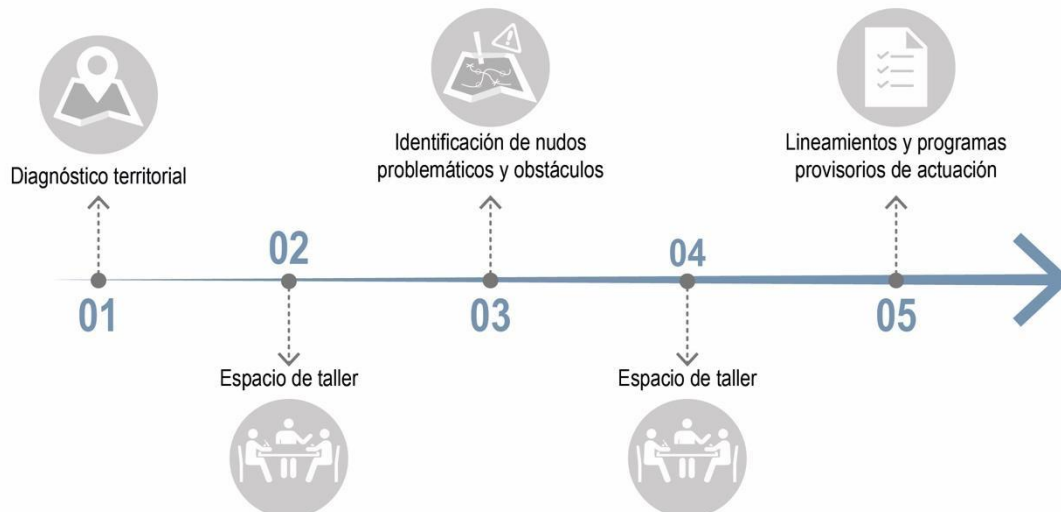 Diagnóstico territorial
01
02
Espacio de taller
Identificación de nudos
problemáticos y obstáculos
03
04
Espacio de taller
Lineamientos y programas
provisorios de actuación
05